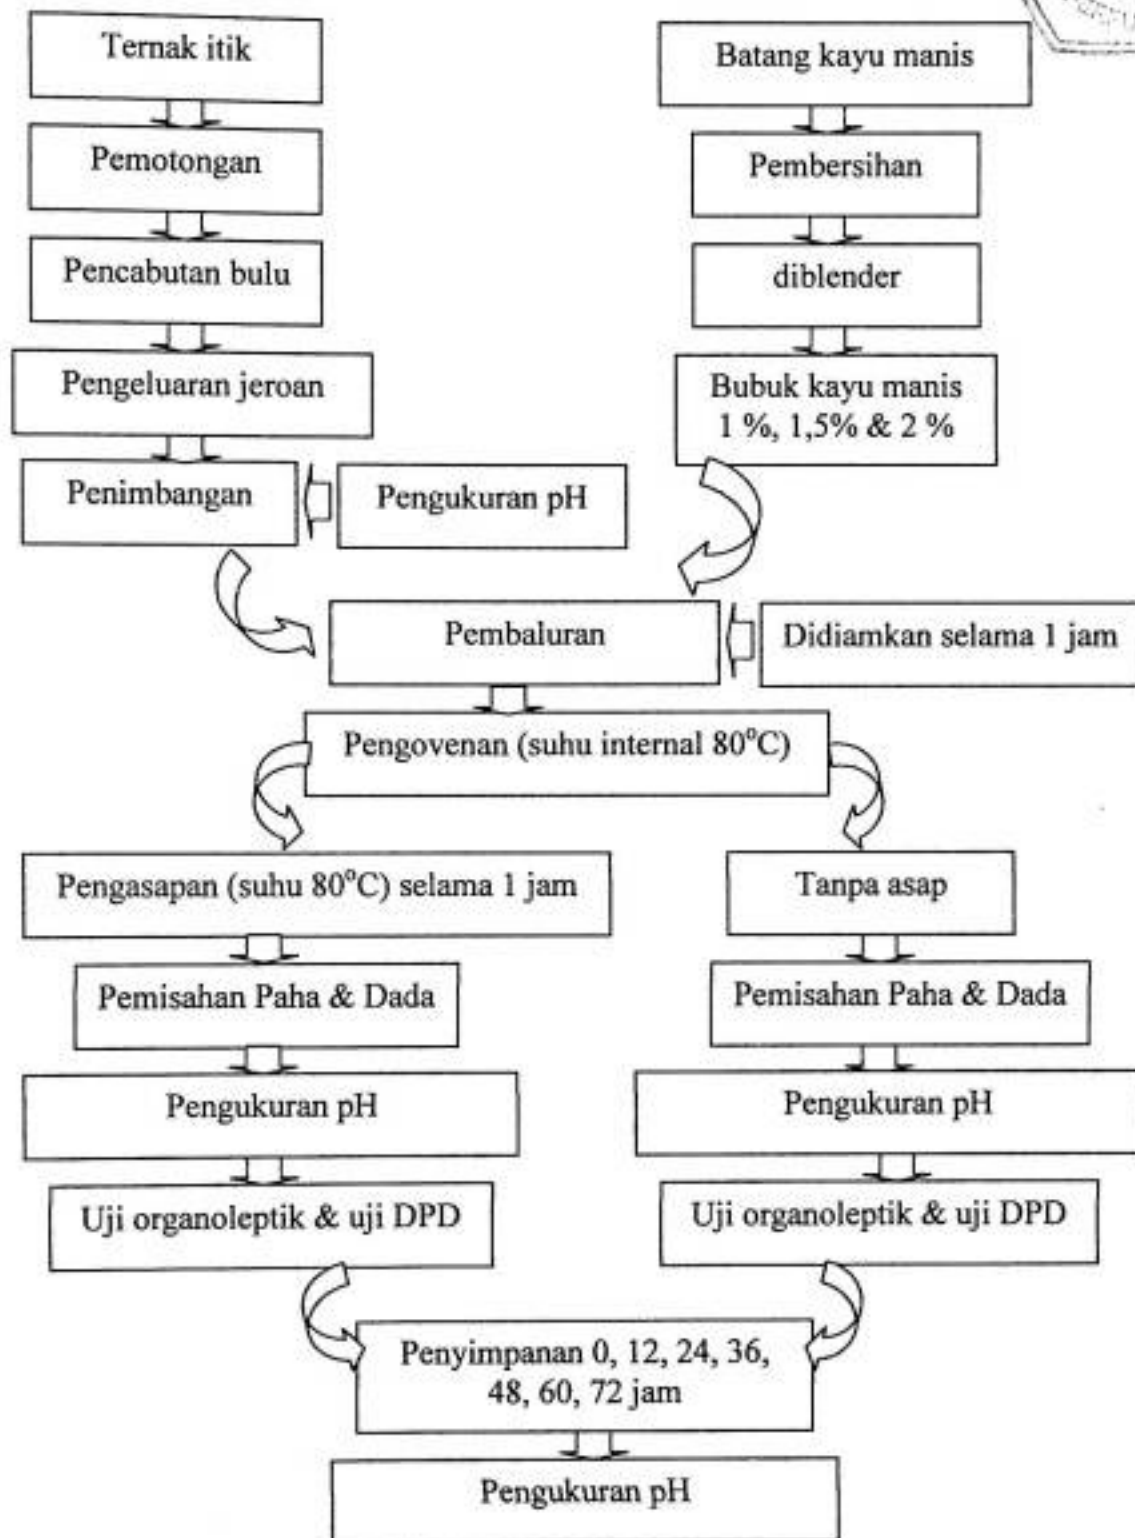 Ternak itik
Pemotongan
Pencabutan bulu
Pengeluaran jeroan
Penimbangan
Pengukuran pH
Batang kayu manis
Pembersihan
diblender
Bubuk kayu manis
1 %, 1,5% & 2 %
Pembaluran
Didiamkan selama 1 jam
Pengovenan (suhu internal 80°C)
Pengasapan (suhu 80°C) selama 1 jam
Pemisahan Paha & Dada
Pengukuran pH
Uji organoleptik & uji DPD
Tanpa asap
Pemisahan Paha & Dada
Pengukuran pH
Uji organoleptik & uji DPD
Penyimpanan 0, 12, 24, 36,
48, 60, 72 jam
Pengukuran pH